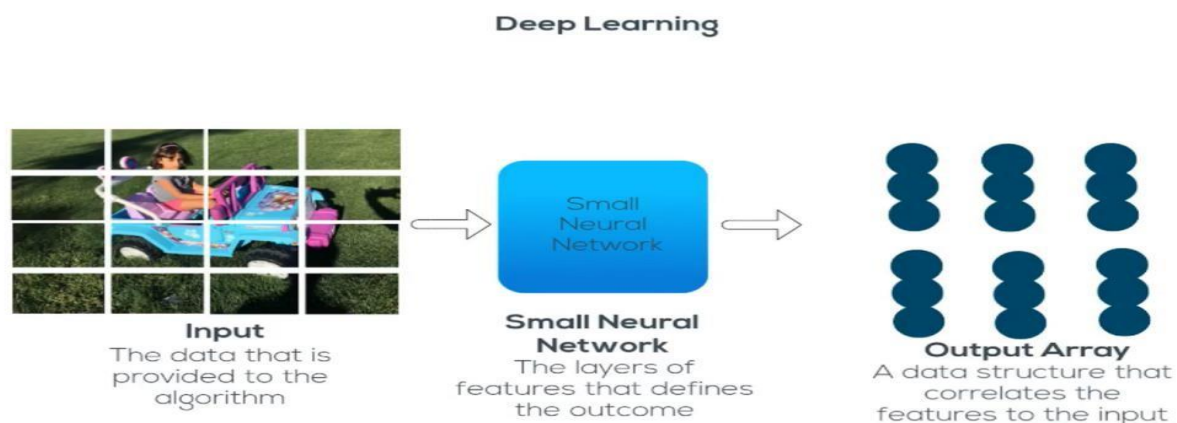 Deep Learning
Small
Neural
Network
Input
The data that is
provided to the
algorithm
Small Neural
Network
The layers of
features that defines
the outcome
Output Array
A data structure that
correlates the
features to the input